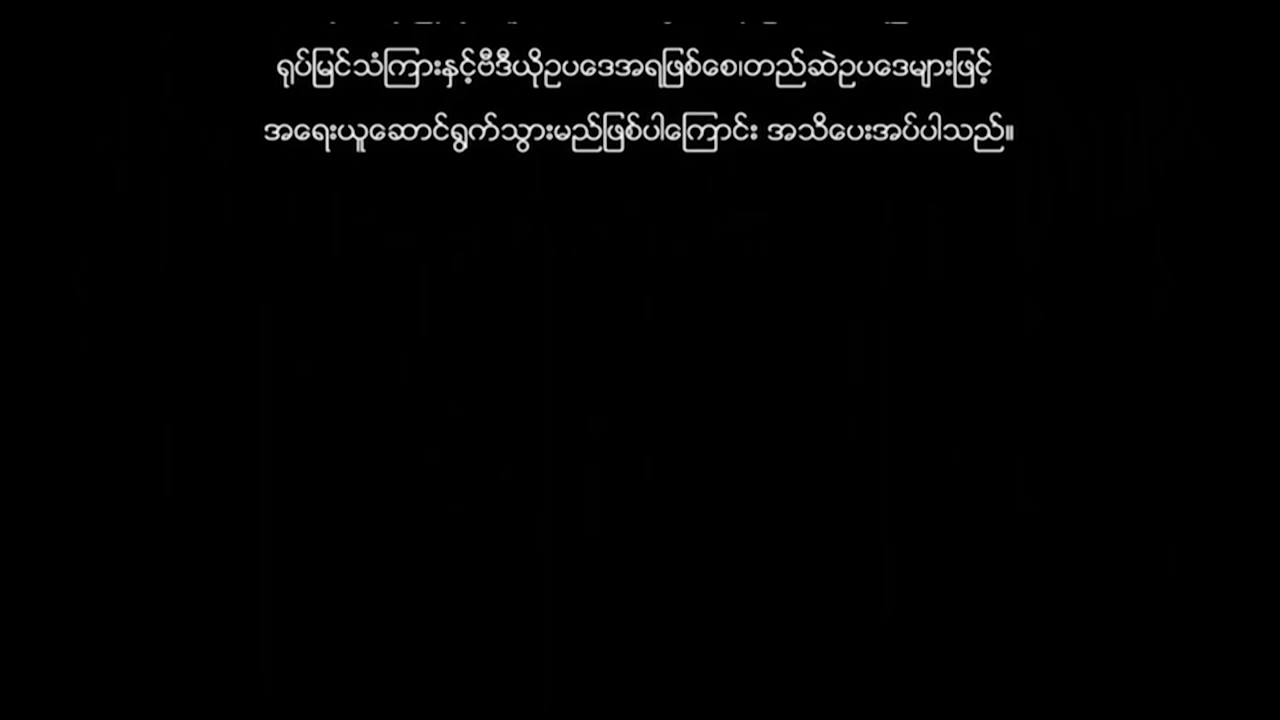 ရုပ်မြင်သံကြားနှင့်ဗီဒီယိုဥပဒေအရဖြစ်စေ၊တည်ဆဲဥပဒေများဖြင့်
အရေးယူဆောင်ရွက်သွားမည်ဖြစ်ပါကြောင်း အသိပေးအပ်ပါသည်။